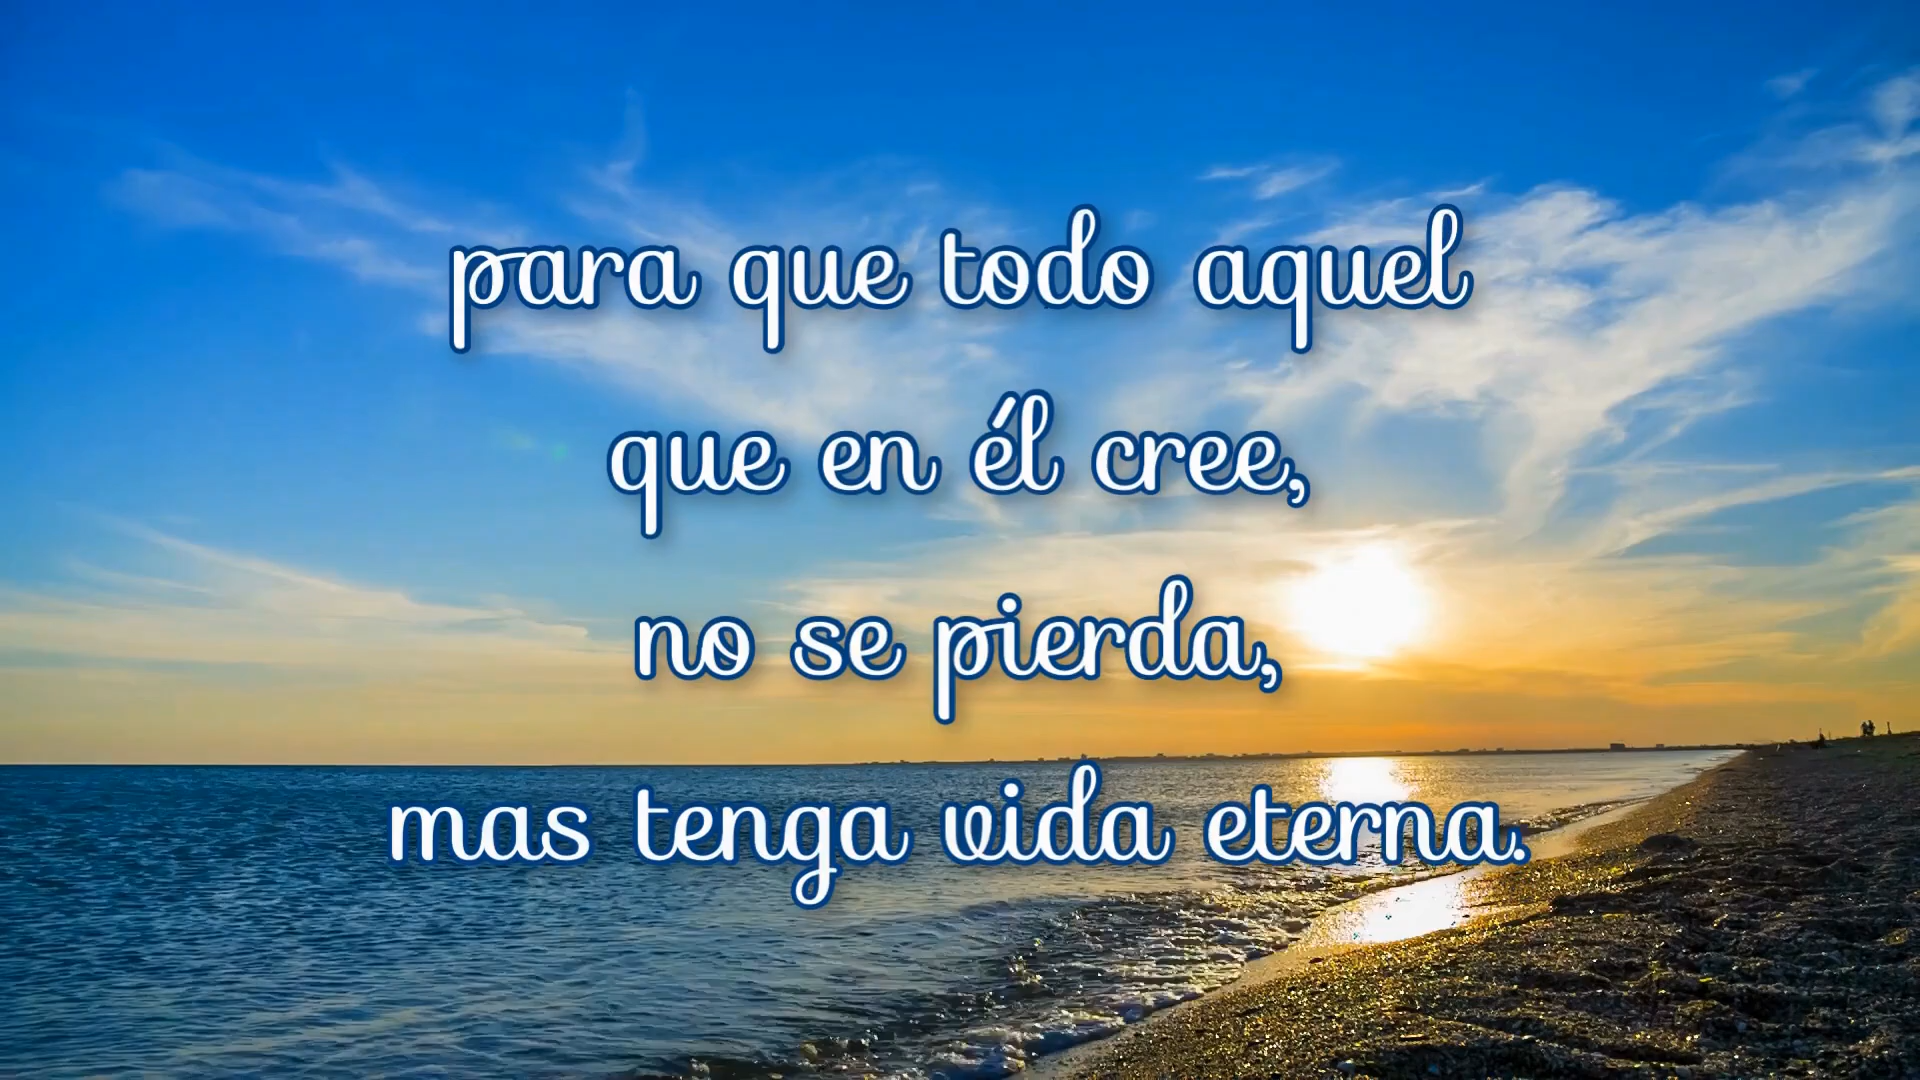 para que todo aquel
que en él cree,
no se pierda,
mas tenga vida eterna.